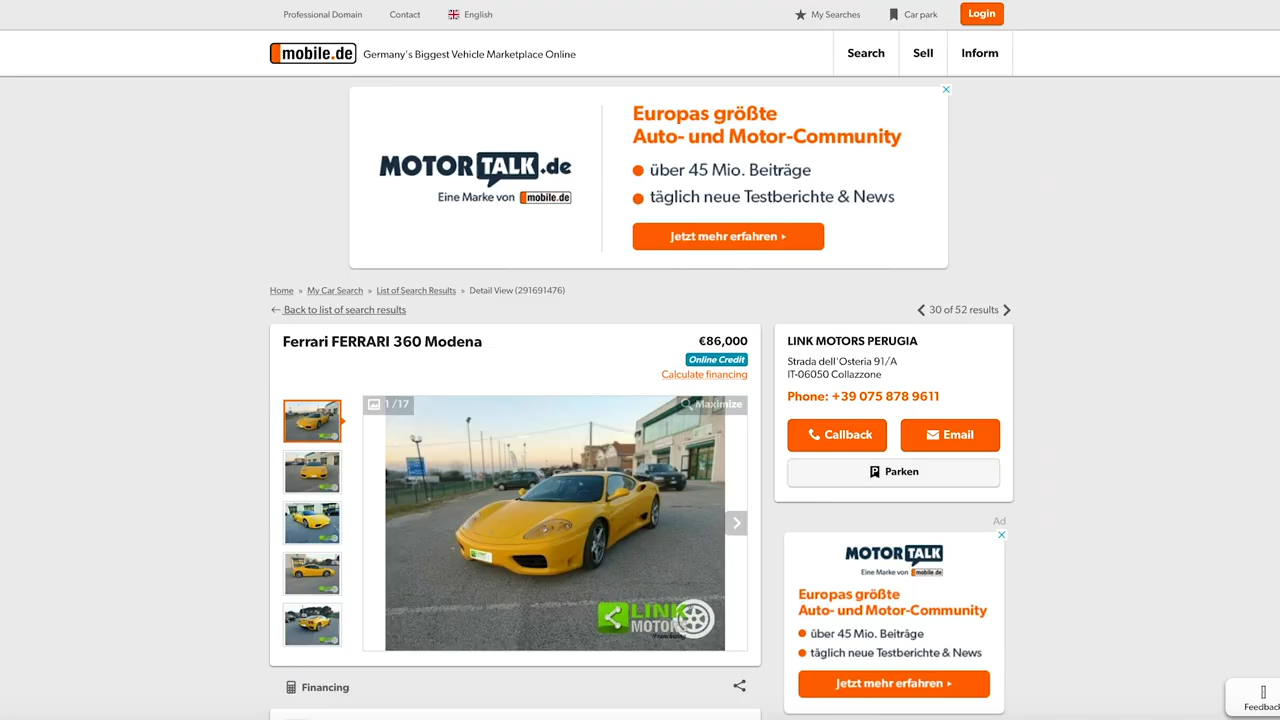 Professional Domain
Contact
English
My Searches
Car park
Login
mobile.de
Germany's Biggest Vehicle Marketplace Online
Search
Sell
Inform
MOTORTALK.de
Eine Marke von mobile.de
Europas größte
Auto- und Motor-Community
über 45 Mio. Beiträge
täglich neue Testberichte & News
Jetzt mehr erfahren
Home » My Car Search » List of Search Results » Detail View (291691476)
Back to list of search results
30 of 52 results
Ferrari FERRARI 360 Modena
€86,000
Online Credit
Calculate financing
1 / 17
Maximize
LINK
MOTORS
Franchising
LINK MOTORS PERUGIA
Strada dell'Osteria 91/A
IT-06050 Collazzone
Phone: +39 075 878 9611
Callback
Email
Parken
Ad
MOTORTALK
Eine Marke von mobile.de
Europas größte
Auto- und Motor-Community
über 45 Mio. Beiträge
täglich neue Testberichte & News
Jetzt mehr erfahren
Financing